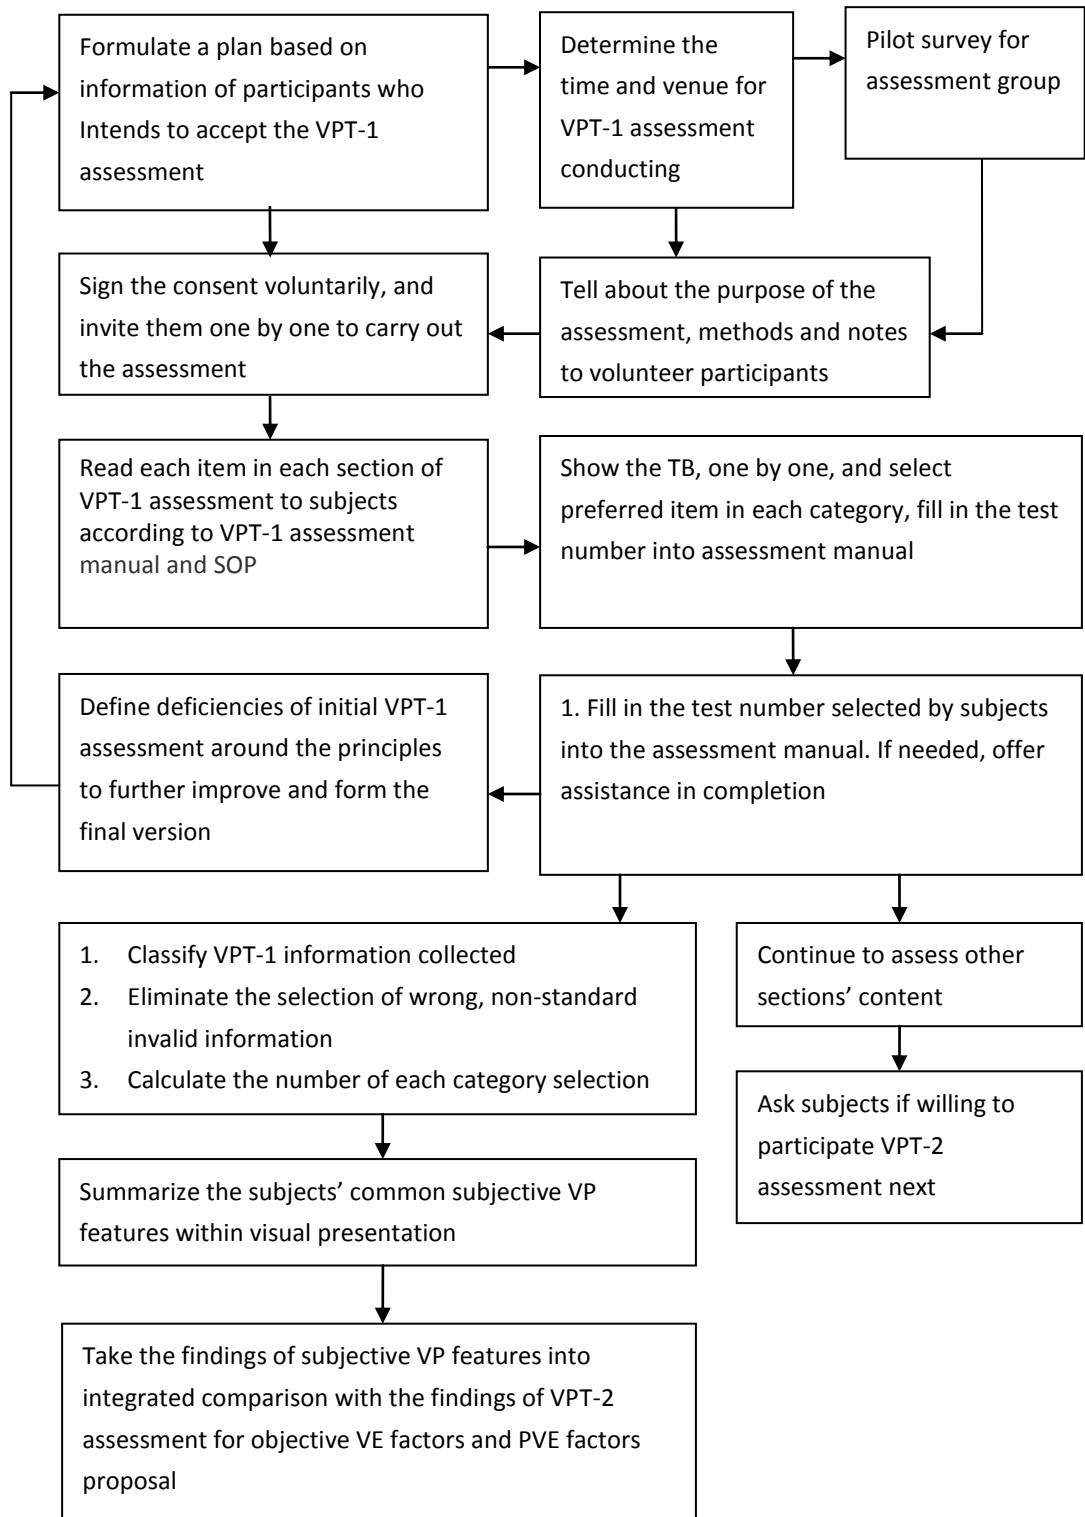 Formulate a plan based on
information of participants who
Intends to accept the VPT-1
assessment
Determine the
time and venue for
VPT-1 assessment
conducting
Pilot survey for
assessment group
Sign the consent voluntarily, and
invite them one by one to carry out
the assessment
Tell about the purpose of the
assessment, methods and notes
to volunteer participants
Read each item in each section of
VPT-1 assessment to subjects
according to VPT-1 assessment
manual and SOP
Show the TB, one by one, and select
preferred item in each category, fill in the test
number into assessment manual
Define deficiencies of initial VPT-1
assessment around the principles
to further improve and form the
final version
1. Fill in the test number selected by subjects
into the assessment manual. If needed, offer
assistance in completion
1. Classify VPT-1 information collected
2. Eliminate the selection of wrong, non-standard
invalid information
3. Calculate the number of each category selection
Continue to assess other
sections’ content
Ask subjects if willing to
participate VPT-2
assessment next
Summarize the subjects’ common subjective VP
features within visual presentation
Take the findings of subjective VP features into
integrated comparison with the findings of VPT-2
assessment for objective VE factors and PVE factors
proposal